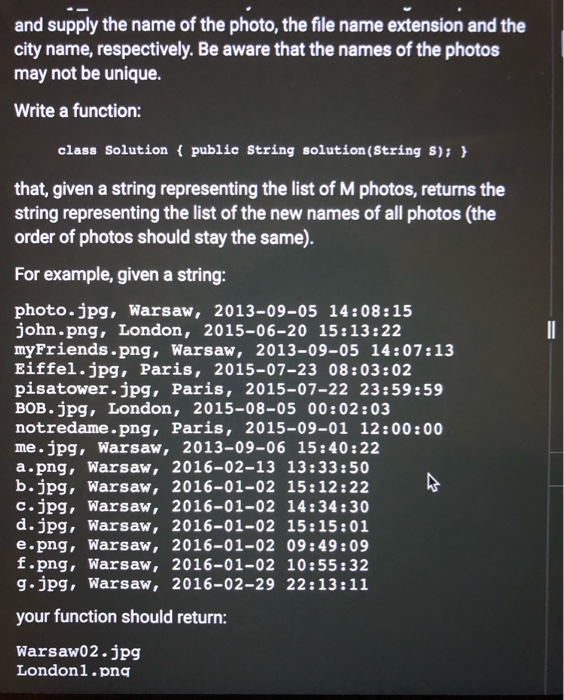 and supply the name of the photo, the file name extension and the
city name, respectively. Be aware that the names of the photos
may not be unique.
Write a function:
class Solution { public String solution(String S); }
that, given a string representing the list of M photos, returns the
string representing the list of the new names of all photos (the
order of photos should stay the same).
For example, given a string:
photo.jpg, Warsaw, 2013-09-05 14:08:15
john.png, London, 2015-06-20 15:13:22
myFriends.png, Warsaw, 2013-09-05 14:07:13
Eiffel.jpg, Paris, 2015-07-23 08:03:02
pisatower.jpg, Paris, 2015-07-22 23:59:59
BOB.jpg, London, 2015-08-05 00:02:03
notredame.png, Paris, 2015-09-01 12:00:00
me.jpg, Warsaw, 2013-09-06 15:40:22
a.png, Warsaw, 2016-02-13 13:33:50
b.jpg, Warsaw, 2016-01-02 15:12:22
c.jpg, Warsaw, 2016-01-02 14:34:30
d.jpg, Warsaw, 2016-01-02 15:15:01
e.png, Warsaw, 2016-01-02 09:49:09
f.png, Warsaw, 2016-01-02 10:55:32
g.jpg, Warsaw, 2016-02-29 22:13:11
your function should return:
Warsaw02.jpg
London1.png